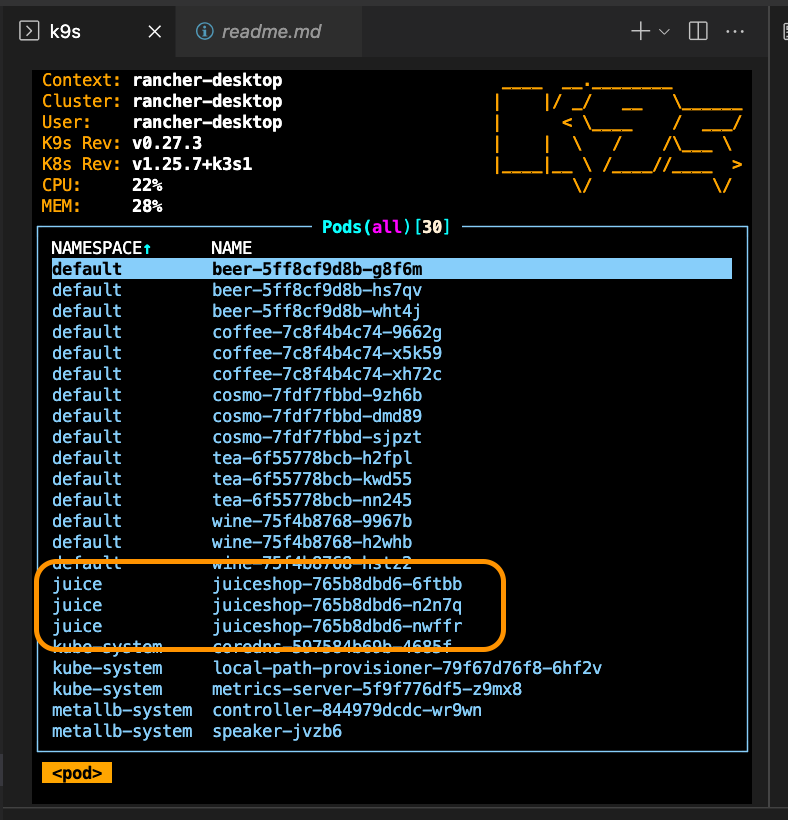 k9s
readme.md
Context: rancher-desktop
Cluster: rancher-desktop
User: rancher-desktop
K9s Rev: v0.27.3
K8s Rev: v1.25.7+k3s1
CPU: 22%
MEM: 28%
Pods(all)[30]
NAMESPACE↑ NAME
default beer-5ff8cf9d8b-g8f6m
default beer-5ff8cf9d8b-hs7qv
default beer-5ff8cf9d8b-wht4j
default coffee-7c8f4b4c74-9662g
default coffee-7c8f4b4c74-x5k59
default coffee-7c8f4b4c74-xh72c
default cosmo-7fdf7fbbd-9zh6b
default cosmo-7fdf7fbbd-dmd89
default cosmo-7fdf7fbbd-sjpzt
default tea-6f55778bcb-h2fpl
default tea-6f55778bcb-kwd55
default tea-6f55778bcb-nn245
default wine-75f4b8768-9967b
default wine-75f4b8768-h2whb
default wine-75f4b8768-hstz2
juice juiceshop-765b8dbd6-6ftbb
juice juiceshop-765b8dbd6-n2n7q
juice juiceshop-765b8dbd6-nwffr
kube-system coredns-597584b69b-4685f
kube-system local-path-provisioner-79f67d76f8-6hf2v
kube-system metrics-server-5f9f776df5-z9mx8
metallb-system controller-844979dcdc-wr9wn
metallb-system speaker-jvzb6
<pod>